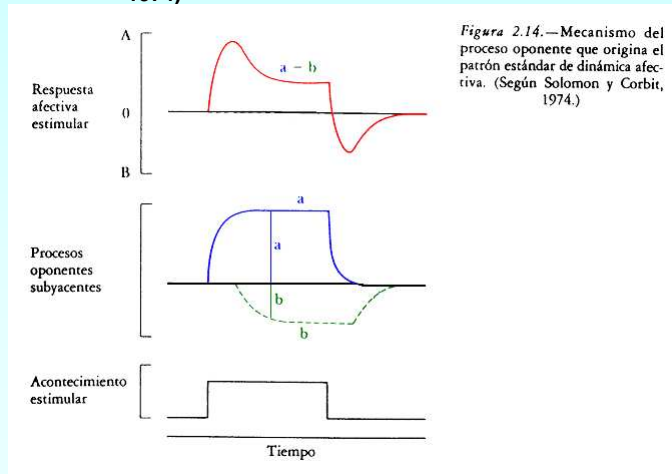 A
Respuesta
afectiva
estimular
0
B
a – b
Figura 2.14.—Mecanismo del
proceso oponente que origina el
patrón estándar de dinámica afec-
tiva. (Según Solomon y Corbit,
1974.)
Procesos
oponentes
subyacentes
a
a
b
b
Acontecimiento
estimular
Tiempo